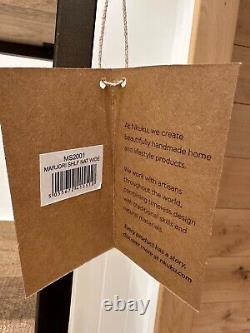 MS2001
MARJORI SHLF NAT WIDE
At Nkuku, we create
beautifully handmade home
and lifestyle products.
We work with artisans
throughout the world,
combining timeless design
with traditional skills and
natural materials.
Every product has a story,
discover more at nkuku.com